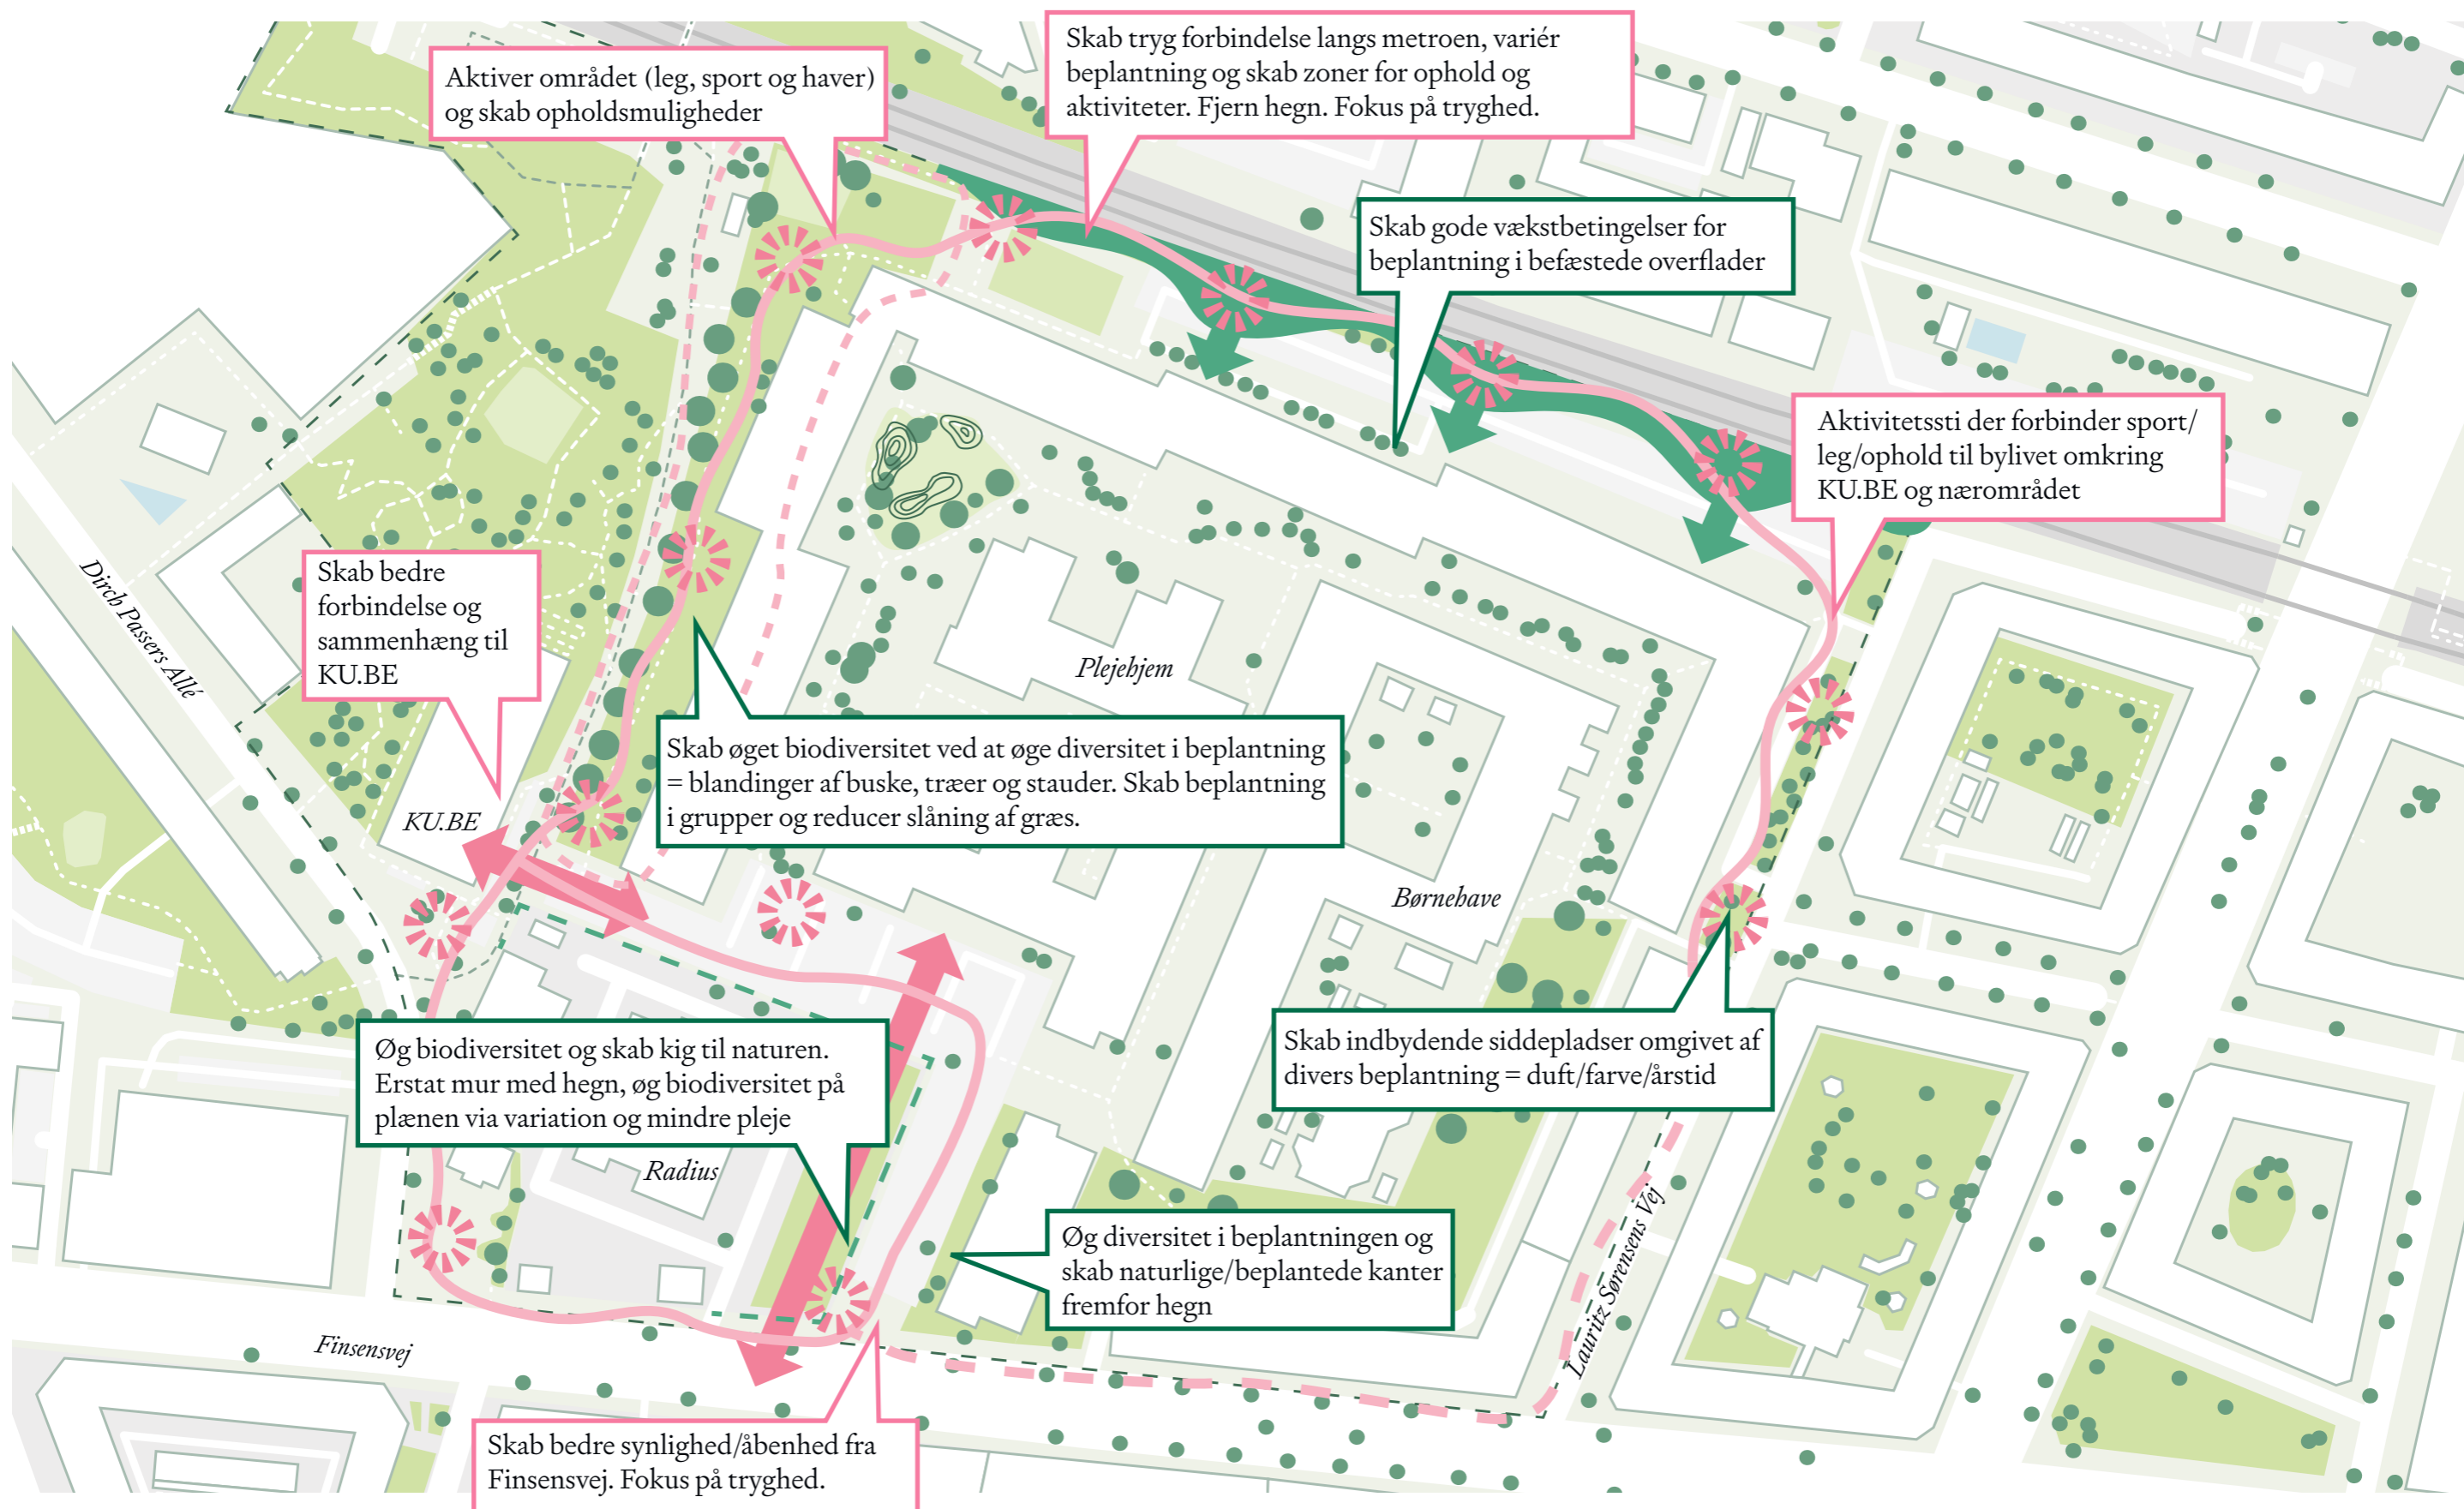 Aktiver området (leg, sport og haver)
og skab opholdsmuligheder
Skab tryg forbindelse langs metroen, variér
beplantning og skab zoner for ophold og
aktiviteter. Fjern hegn. Fokus på tryghed.
Skab gode vækstbetingelser for
beplantning i befæstede overflader
Aktivitetssti der forbinder sport/
leg/ophold til bylivet omkring
KU.BE og nærområdet
Skab bedre
forbindelse og
sammenhæng til
KU.BE
Dirch Passers Allé
Plejehjem
Skab øget biodiversitet ved at øge diversitet i beplantning
= blandinger af buske, træer og stauder. Skab beplantning
i grupper og reducer slåning af græs.
KU.BE
Børnehave
Øg biodiversitet og skab kig til naturen.
Erstat mur med hegn, øg biodiversitet på
plænen via variation og mindre pleje
Skab indbydende siddepladser omgivet af
divers beplantning = duft/farve/årstid
Radius
Øg diversitet i beplantningen og
skab naturlige/beplantede kanter
fremfor hegn
Lauritz Sørensens Vej
Finsensvej
Skab bedre synlighed/åbenhed fra
Finsensvej. Fokus på tryghed.